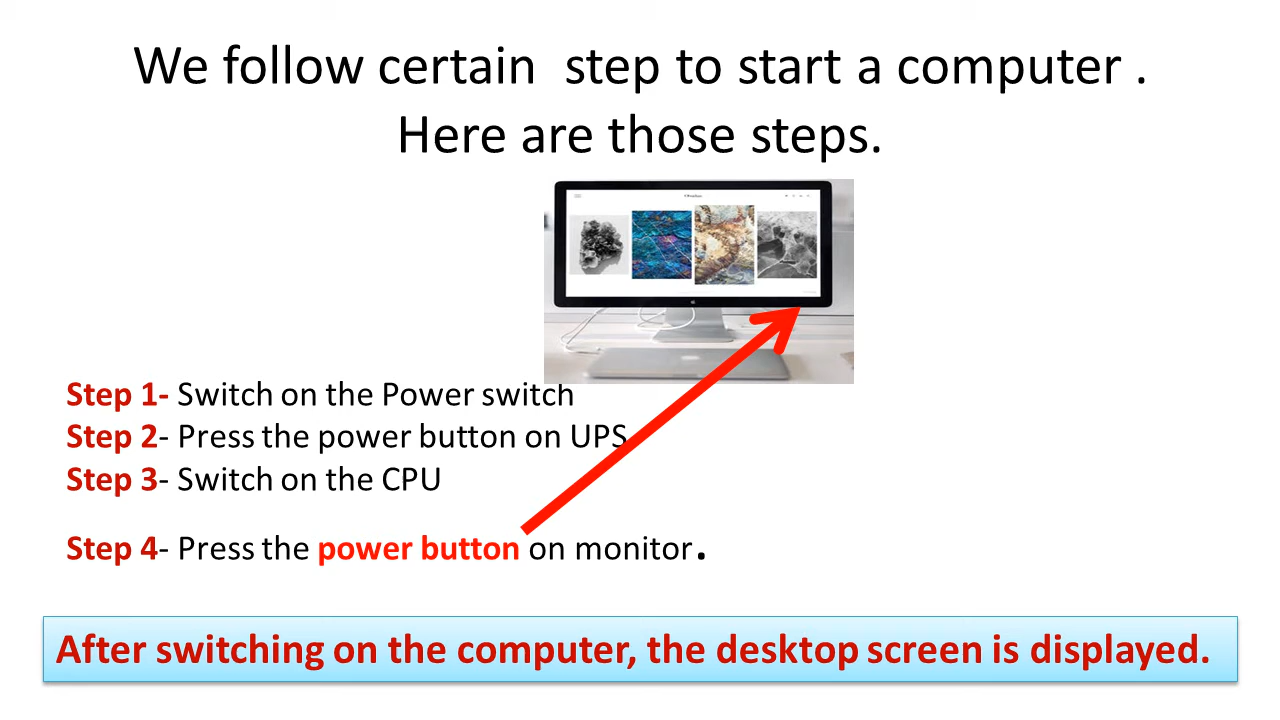 We follow certain  step to start a computer .
Here are those steps.
Step 1- Switch on the Power switch
Step 2- Press the power button on UPS
Step 3- Switch on the CPU
Step 4- Press the power button on monitor.
After switching on the computer, the desktop screen is displayed.